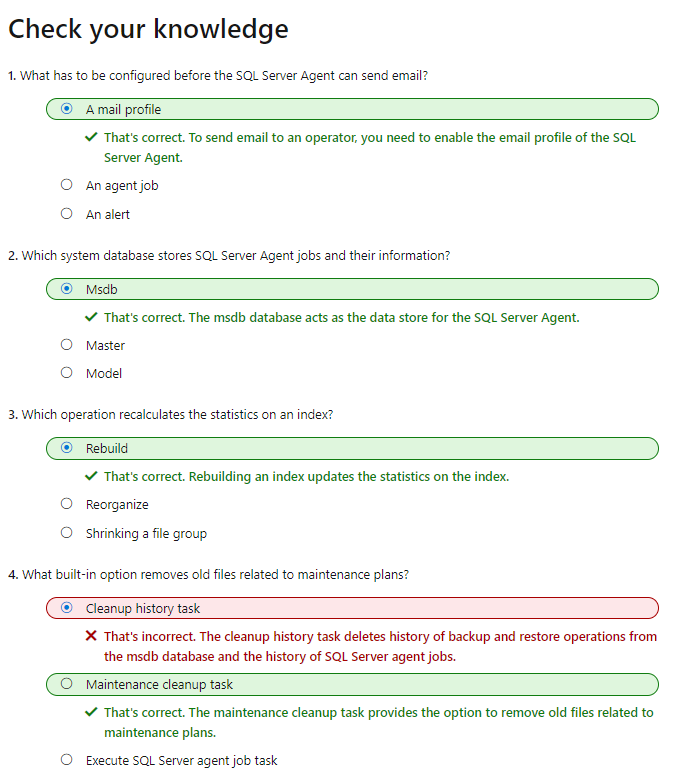 Check your knowledge
1. What has to be configured before the SQL Server Agent can send email?
A mail profile
That's correct. To send email to an operator, you need to enable the email profile of the SQL
Server Agent.
An agent job
An alert
2. Which system database stores SQL Server Agent jobs and their information?
Msdb
That's correct. The msdb database acts as the data store for the SQL Server Agent.
Master
Model
3. Which operation recalculates the statistics on an index?
Rebuild
That's correct. Rebuilding an index updates the statistics on the index.
Reorganize
Shrinking a file group
4. What built-in option removes old files related to maintenance plans?
Cleanup history task
That's incorrect. The cleanup history task deletes history of backup and restore operations from
the msdb database and the history of SQL Server agent jobs.
Maintenance cleanup task
That's correct. The maintenance cleanup task provides the option to remove old files related to
maintenance plans.
Execute SQL Server agent job task